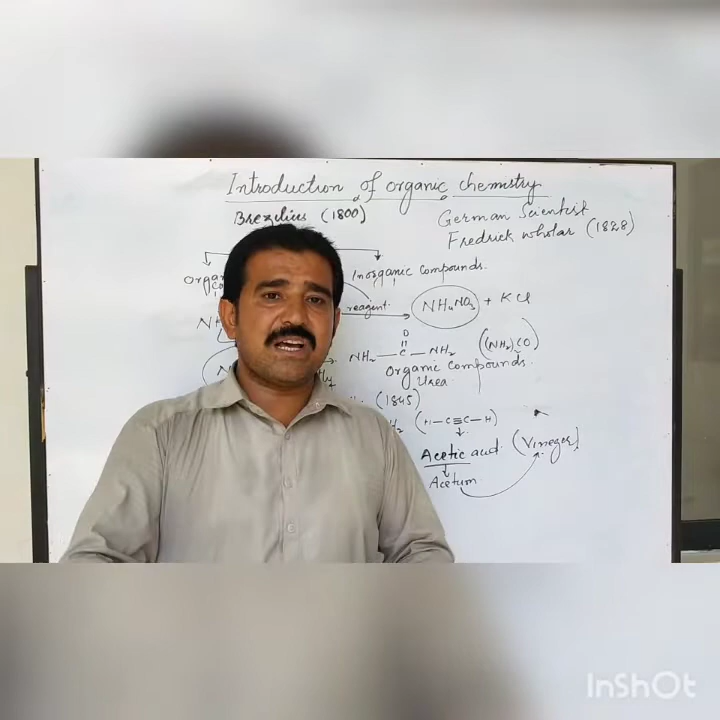 Introduction of organic chemistry
Brezilius (1800)
German Scientist
Fredrick wholar (1828)
Inorganic Compounds.
reagent
NH4NO3 + KCl
O
NH2 — C — NH2
((NH2)2CO)
Organic compounds.
Urea
(1845)
(H-C≡C-H)
Acetic acid (Vineger)
Acetum
InShOt